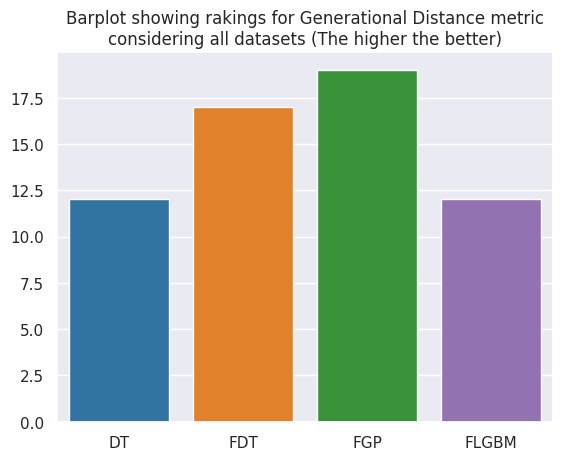 Barplot showing rakings for Generational Distance metric
considering all datasets (The higher the better)
17.5
15.0
12.5
10.0
7.5
5.0
2.5
0.0
DT FDT FGP FLGBM